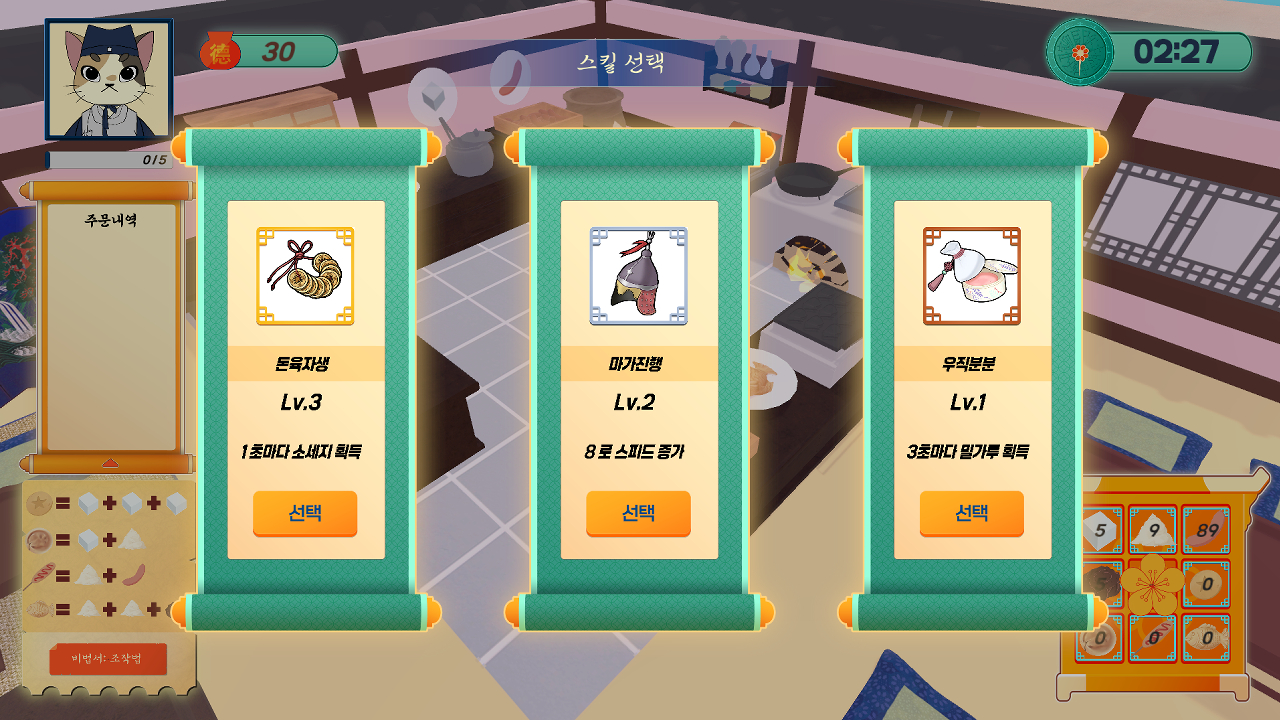 德
30
스킬 선택
02:27
0/5
주문내역
돈육자생
Lv.3
1초마다 소세지 획득
선택
마가진행
Lv.2
8로 스피드 증가
선택
우직분분
Lv.1
3초마다 밀가루 획득
선택
5
9
89
0
0
0
0
비법서: 조작법